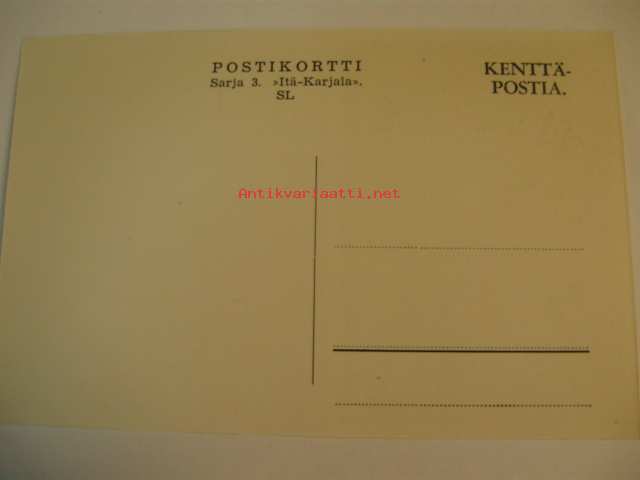 POSTIKORTTI
Sarja 3. »Itä-Karjala».
SL
KENTTÄ-
POSTIA.
Antikvariaatti.net